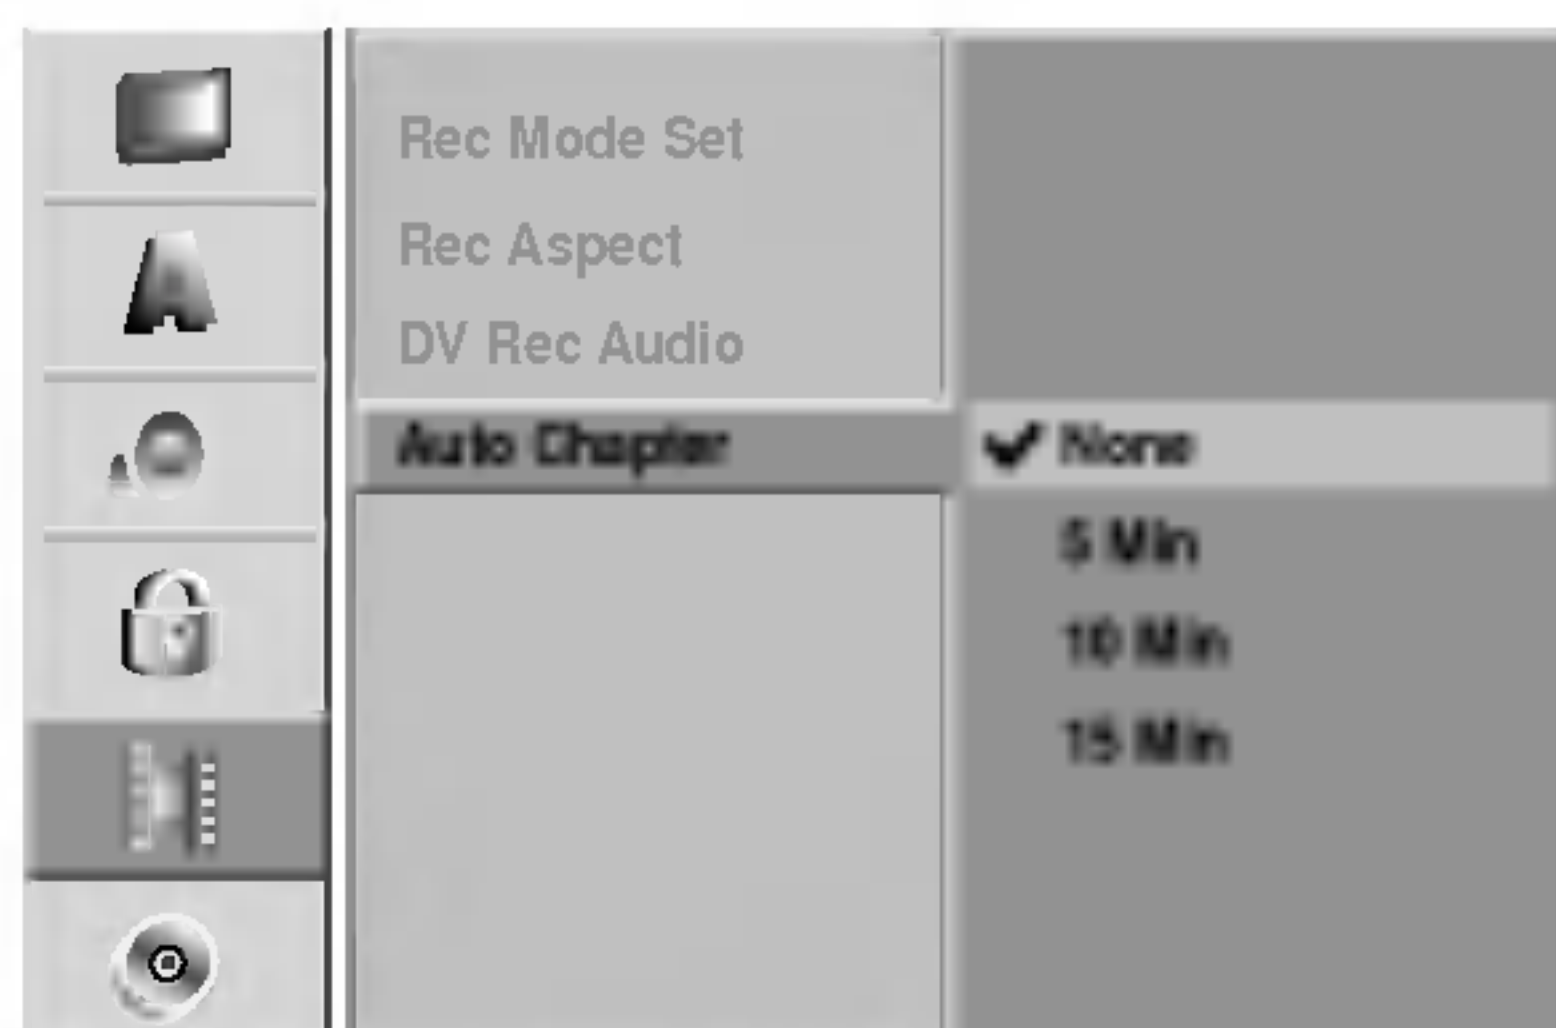 Rec Mode Set
Rec Aspect
DV Rec Audio
Auto Chapter
None
5 Min
10 Min
15 Min